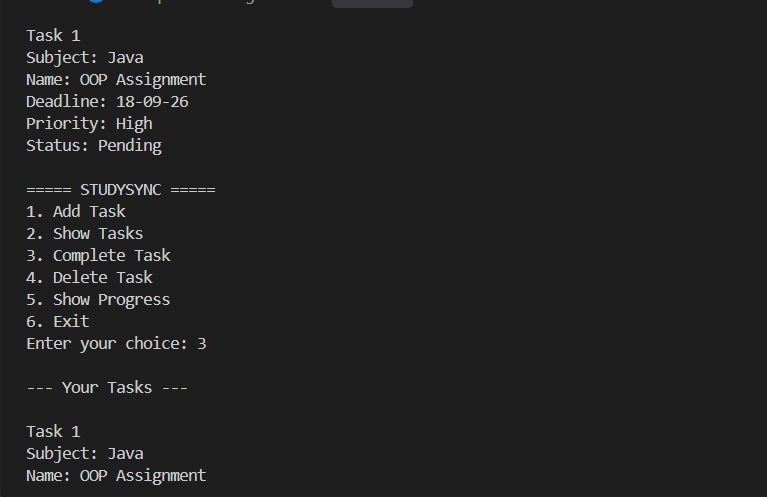 Task 1
Subject: Java
Name: OOP Assignment
Deadline: 18-09-26
Priority: High
Status: Pending
===== STUDYSYNC =====
1. Add Task
2. Show Tasks
3. Complete Task
4. Delete Task
5. Show Progress
6. Exit
Enter your choice: 3
--- Your Tasks ---
Task 1
Subject: Java
Name: OOP Assignment